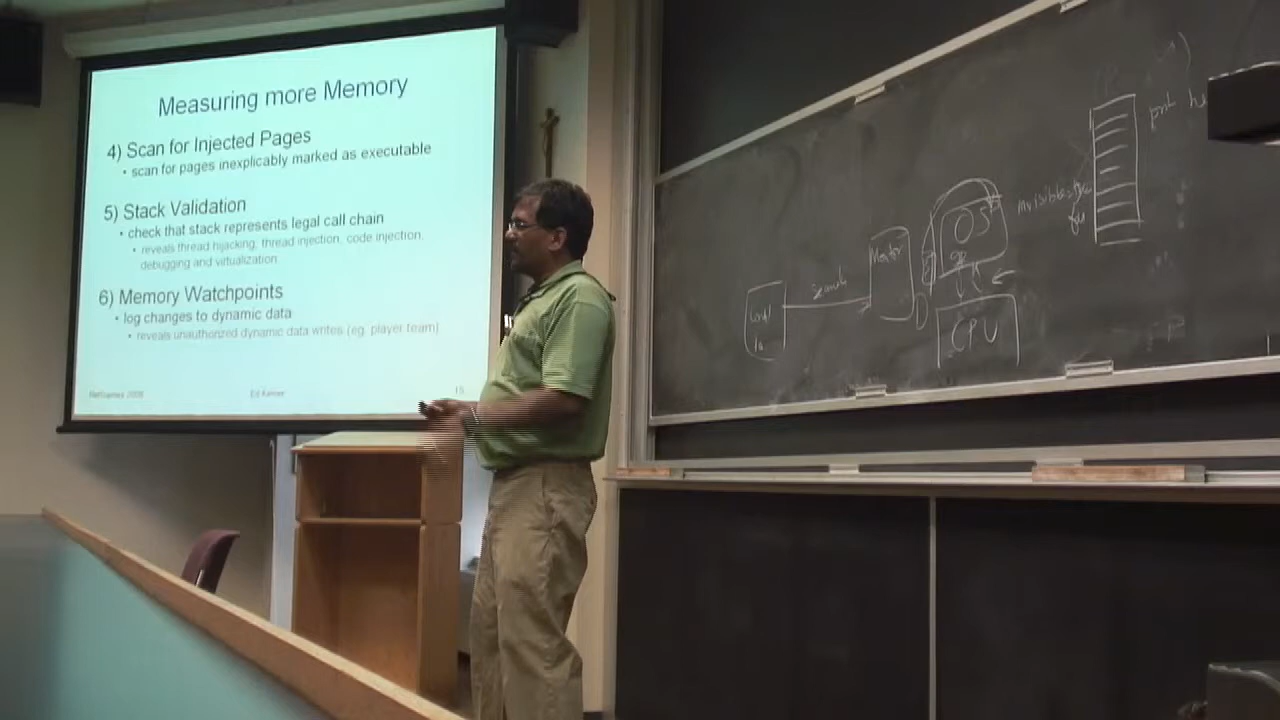 Measuring more Memory
4) Scan for Injected Pages
• scan for pages inexplicably marked as executable
5) Stack Validation
• check that stack represents legal call chain
• reveals thread hijacking, thread injection, code injection,
debugging and virtualization
6) Memory Watchpoints
• log changes to dynamic data
• reveals unauthorized dynamic data writes (eg. player team)
Ed Kaiser
15
OS
CPU